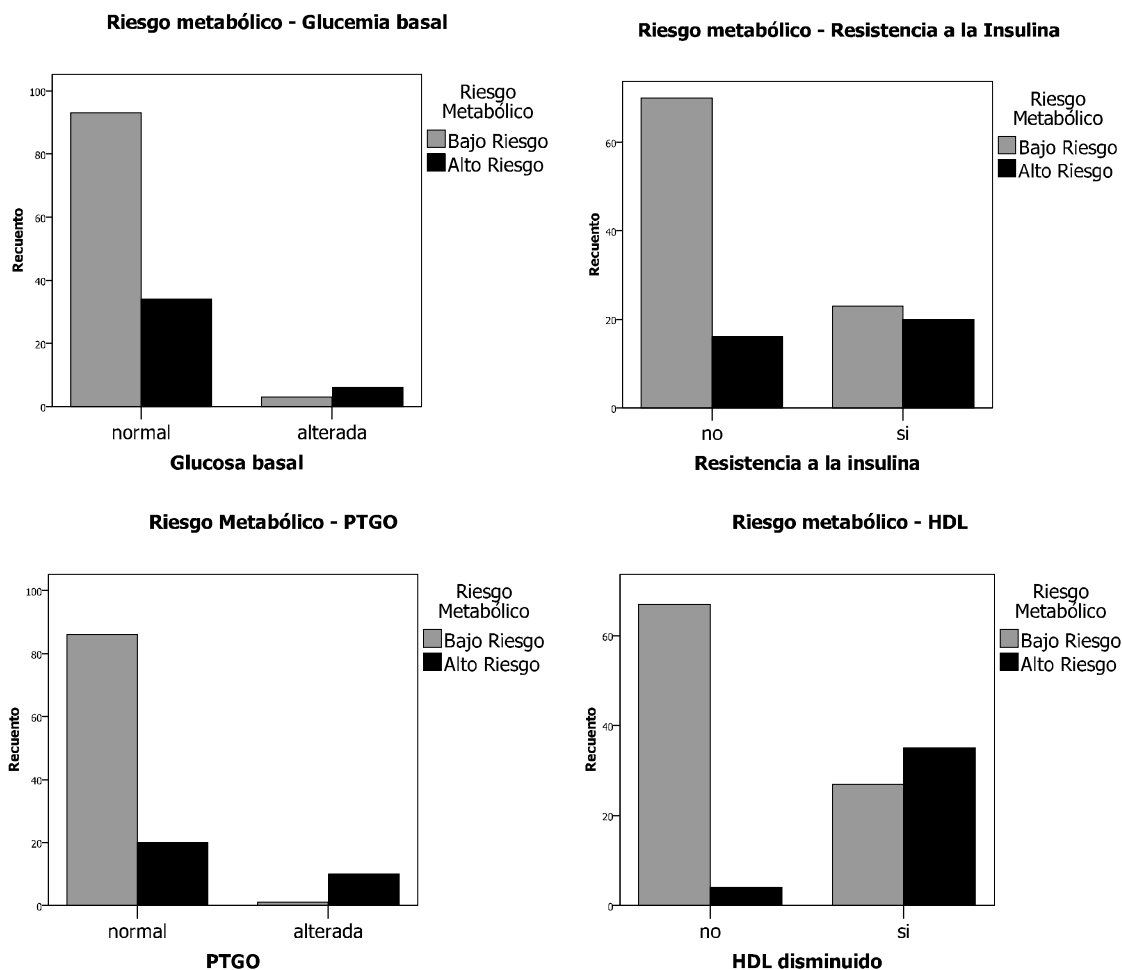 Riesgo metabólico - Glucemia basal
Recuento
100
80
60
40
20
0
normal
alterada
Glucosa basal
Riesgo
Metabólico
Bajo Riesgo
Alto Riesgo
Riesgo metabólico - Resistencia a la Insulina
Recuento
60
40
20
0
no
si
Resistencia a la insulina
Riesgo
Metabólico
Bajo Riesgo
Alto Riesgo
Riesgo Metabólico - PTGO
Recuento
100
80
60
40
20
0
normal
alterada
PTGO
Riesgo
Metabólico
Bajo Riesgo
Alto Riesgo
Riesgo metabólico - HDL
Recuento
60
40
20
0
no
si
HDL disminuido
Riesgo
Metabólico
Bajo Riesgo
Alto Riesgo